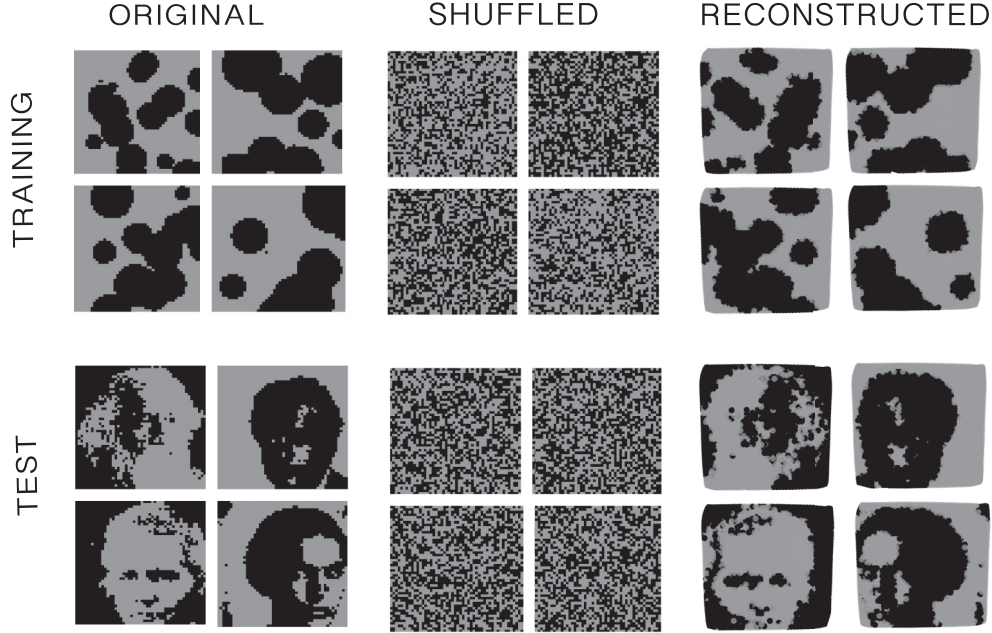 ORIGINAL
SHUFFLED
RECONSTRUCTED
TRAINING
TEST